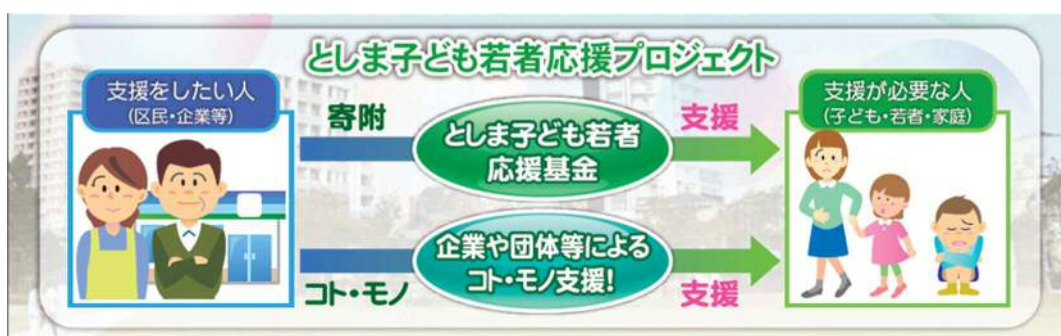 としま子ども若者応援プロジェクト
支援をしたい人
(区民・企業等)
寄附
としま子ども若者
応援基金
支援
支援が必要な人
(子ども・若者・家庭)
コト・モノ
企業や団体等による
コト・モノ支援!
支援